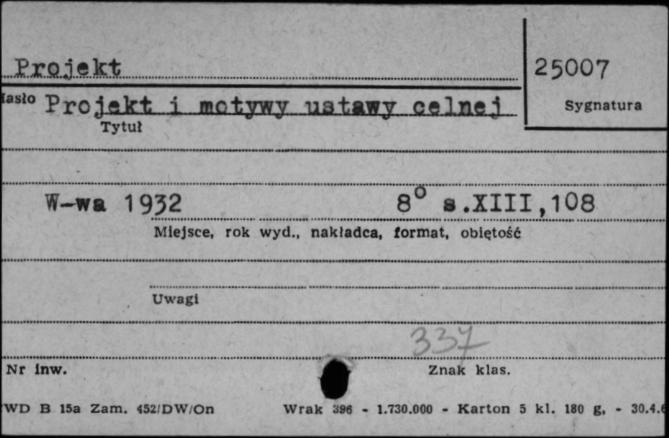 Projekt
25007
Hasło Projekt i motywy ustawy celnej
Sygnatura
Tytuł
W-wa 1932 8° s.XIII,108
Miejsce, rok wyd., nakładca, format, objętość
Uwagi
337
Nr inw.
Znak klas.
WD B 15a Zam. 452/DW/On Wrak 396 - 1.730.000 - Karton 5 kl. 180 g. - 30.4.6